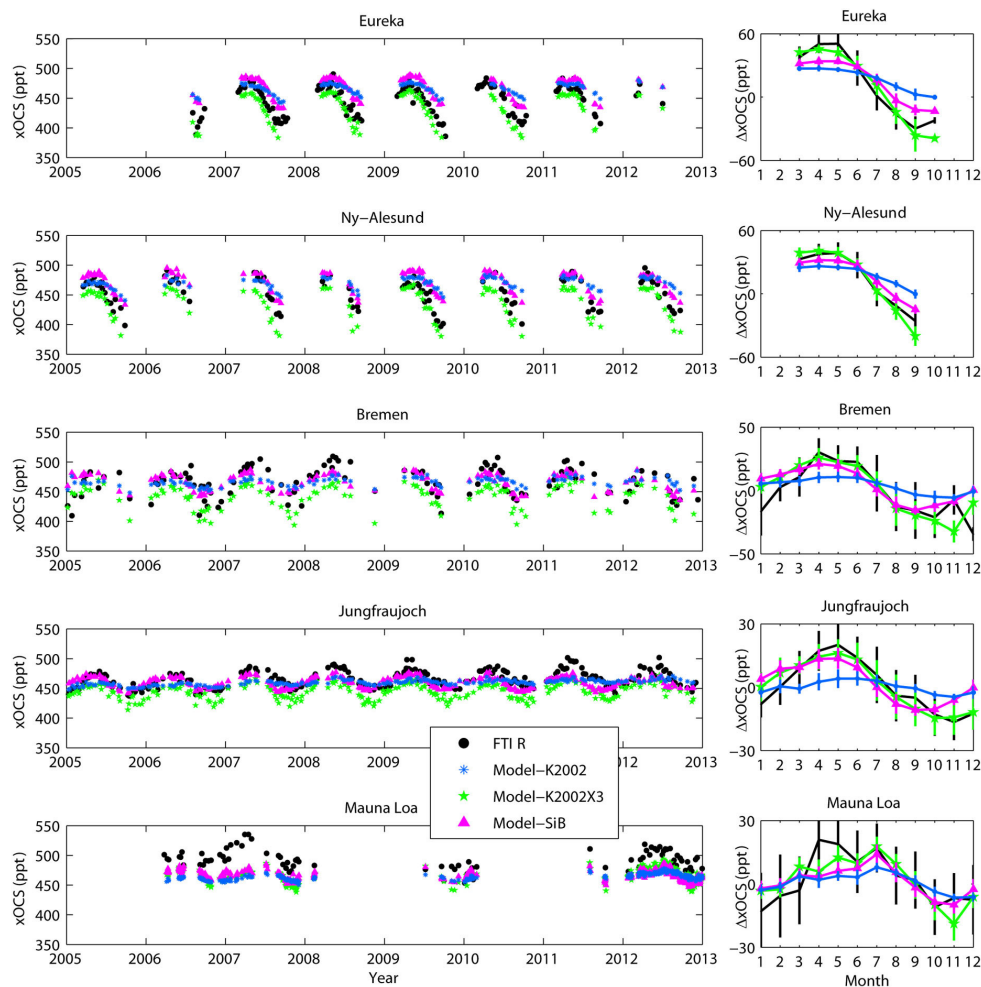 Eureka
xOCS (ppt)
550
500
450
400
350
2005 2006 2007 2008 2009 2010 2011 2012 2013
Eureka
ΔxOCS (ppt)
60
0
−60
1 2 3 4 5 6 7 8 9 10 11 12
Ny−Alesund
xOCS (ppt)
550
500
450
400
350
2005 2006 2007 2008 2009 2010 2011 2012 2013
Ny−Alesund
ΔxOCS (ppt)
60
0
−60
1 2 3 4 5 6 7 8 9 10 11 12
Bremen
xOCS (ppt)
550
500
450
400
350
2005 2006 2007 2008 2009 2010 2011 2012 2013
Bremen
ΔxOCS (ppt)
50
0
−50
1 2 3 4 5 6 7 8 9 10 11 12
Jungfraujoch
xOCS (ppt)
550
500
450
400
350
2005 2006 2007 2008 2009 2010 2011 2012 2013
Jungfraujoch
ΔxOCS (ppt)
30
0
−30
1 2 3 4 5 6 7 8 9 10 11 12
FTI R
Model−K2002
Model−K2002X3
Model−SiB
Mauna Loa
xOCS (ppt)
550
500
450
400
350
2005 2006 2007 2008 2009 2010 2011 2012 2013
Year
Mauna Loa
ΔxOCS (ppt)
30
0
−30
1 2 3 4 5 6 7 8 9 10 11 12
Month